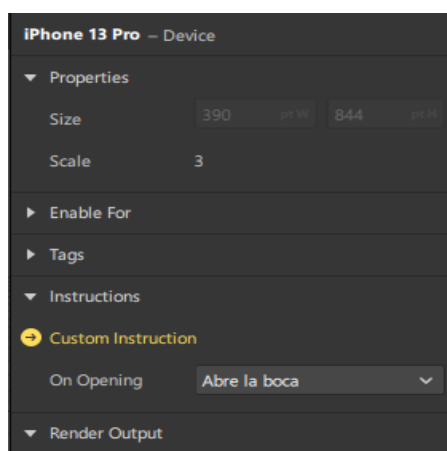 iPhone 13 Pro – Device
Properties
Size 390 pt W 844 pt H
Scale 3
Enable For
Tags
Instructions
Custom Instruction
On Opening Abre la boca
Render Output